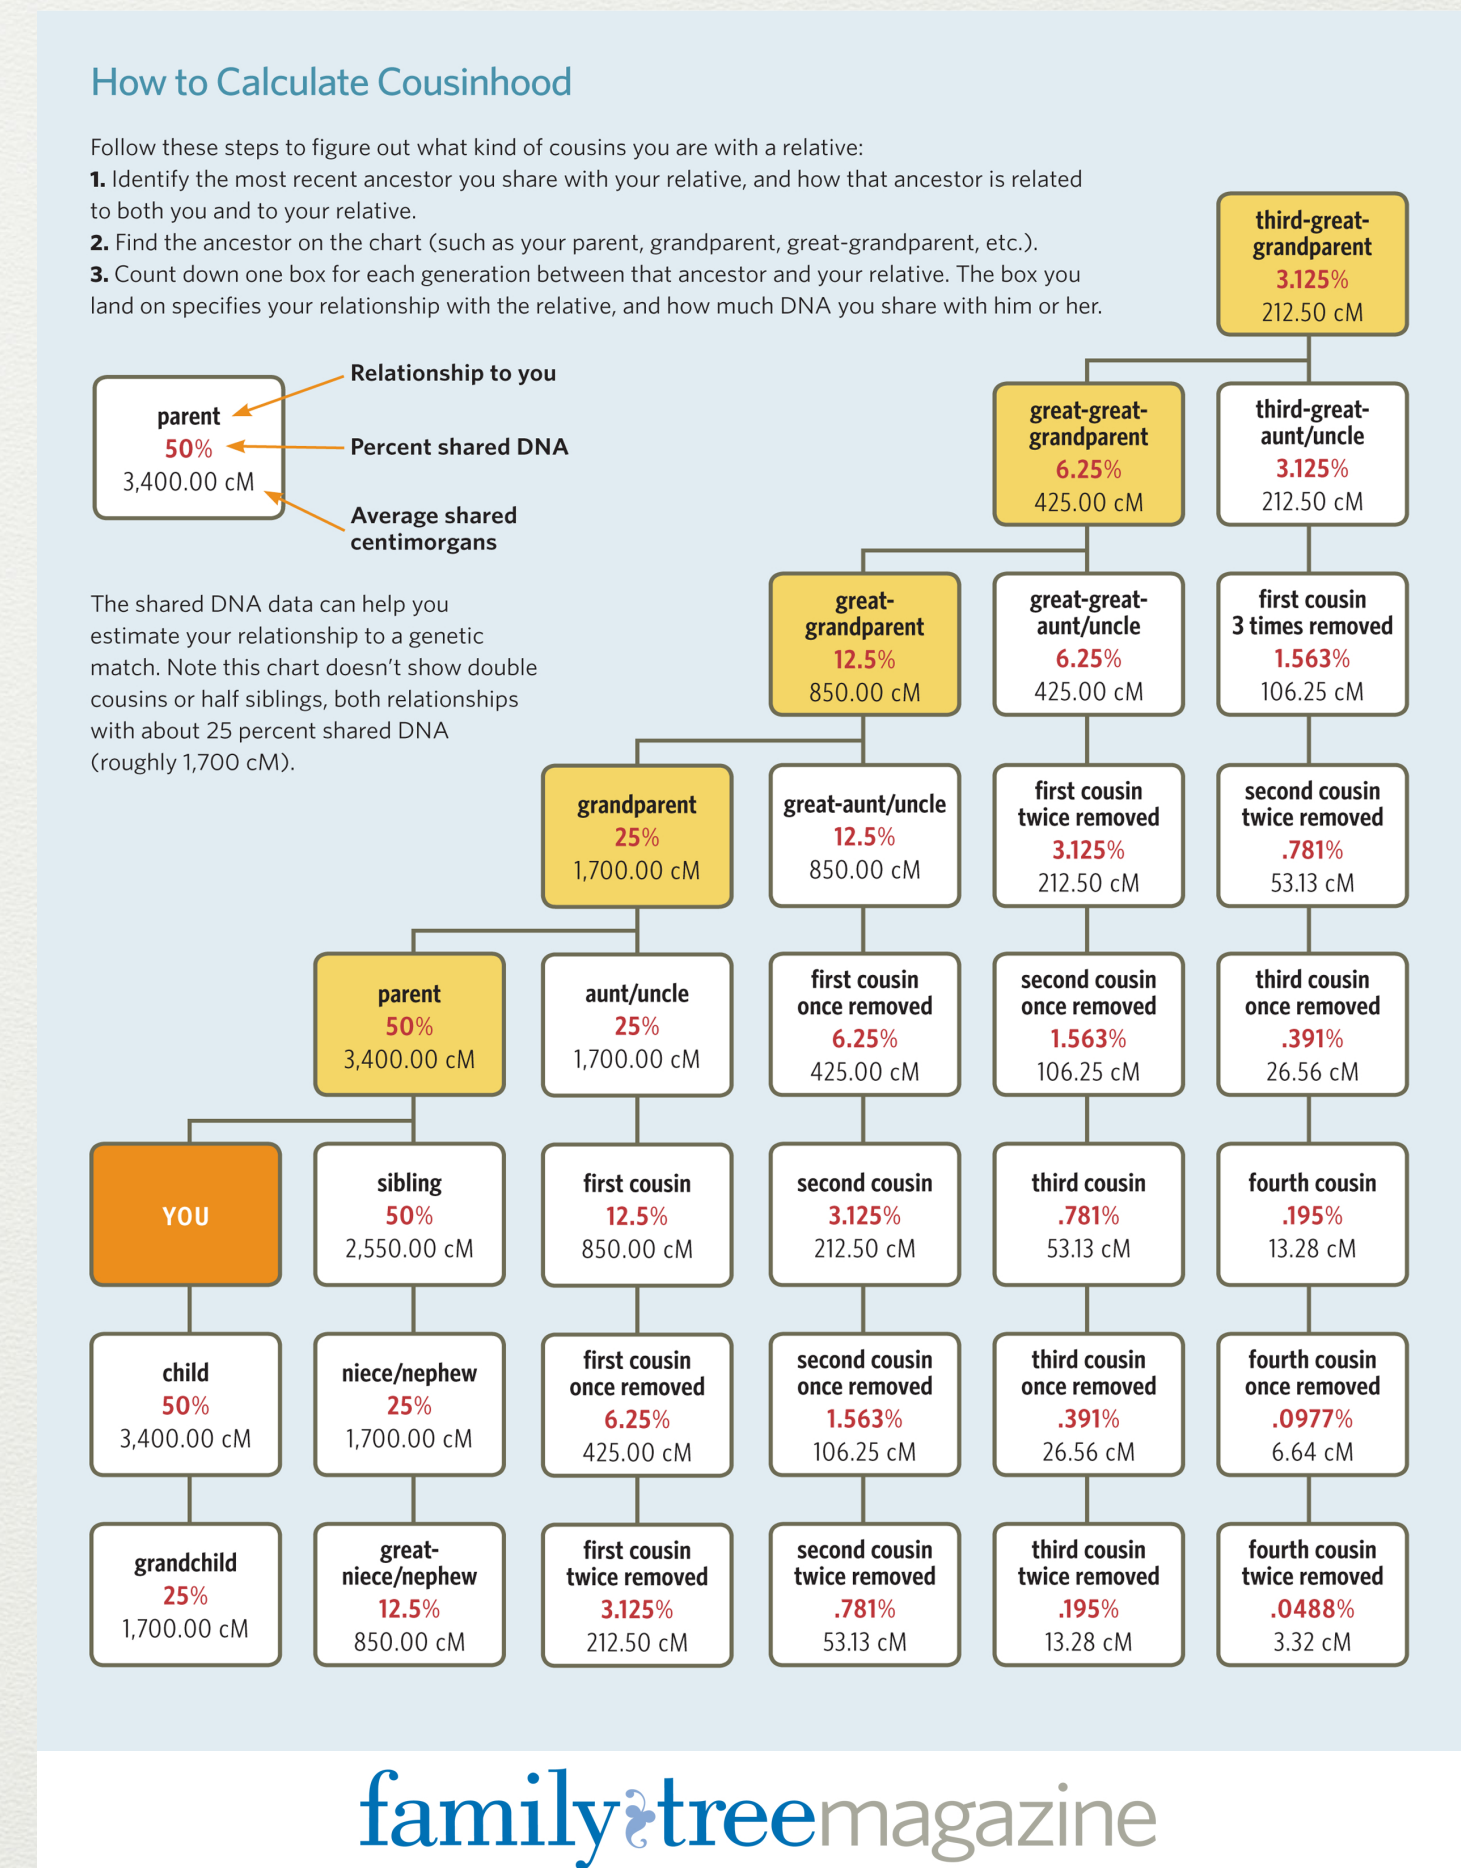 How to Calculate Cousinhood
Follow these steps to figure out what kind of cousins you are with a relative:
1. Identify the most recent ancestor you share with your relative, and how that ancestor is related
to both you and to your relative.
2. Find the ancestor on the chart (such as your parent, grandparent, great-grandparent, etc.).
3. Count down one box for each generation between that ancestor and your relative. The box you
land on specifies your relationship with the relative, and how much DNA you share with him or her.
parent
50%
3,400.00 cM
Relationship to you
Percent shared DNA
Average shared
centimorgans
The shared DNA data can help you
estimate your relationship to a genetic
match. Note this chart doesn't show double
cousins or half siblings, both relationships
with about 25 percent shared DNA
(roughly 1,700 cM).
third-great-
grandparent
3.125%
212.50 cM
great-great-
grandparent
6.25%
425.00 cM
third-great-
aunt/uncle
3.125%
212.50 cM
great-
grandparent
12.5%
850.00 cM
great-great-
aunt/uncle
6.25%
425.00 cM
first cousin
3 times removed
1.563%
106.25 cM
grandparent
25%
1,700.00 cM
great-aunt/uncle
12.5%
850.00 cM
first cousin
twice removed
3.125%
212.50 cM
second cousin
twice removed
.781%
53.13 cM
parent
50%
3,400.00 cM
aunt/uncle
25%
1,700.00 cM
first cousin
once removed
6.25%
425.00 cM
second cousin
once removed
1.563%
106.25 cM
third cousin
once removed
.391%
26.56 cM
YOU
sibling
50%
2,550.00 cM
first cousin
12.5%
850.00 cM
second cousin
3.125%
212.50 cM
third cousin
.781%
53.13 cM
fourth cousin
.195%
13.28 cM
child
50%
3,400.00 cM
niece/nephew
25%
1,700.00 cM
first cousin
once removed
6.25%
425.00 cM
second cousin
once removed
1.563%
106.25 cM
third cousin
once removed
.391%
26.56 cM
fourth cousin
once removed
.0977%
6.64 cM
grandchild
25%
1,700.00 cM
great-
niece/nephew
12.5%
850.00 cM
first cousin
twice removed
3.125%
212.50 cM
second cousin
twice removed
.781%
53.13 cM
third cousin
twice removed
.195%
13.28 cM
fourth cousin
twice removed
.0488%
3.32 cM
family tree magazine